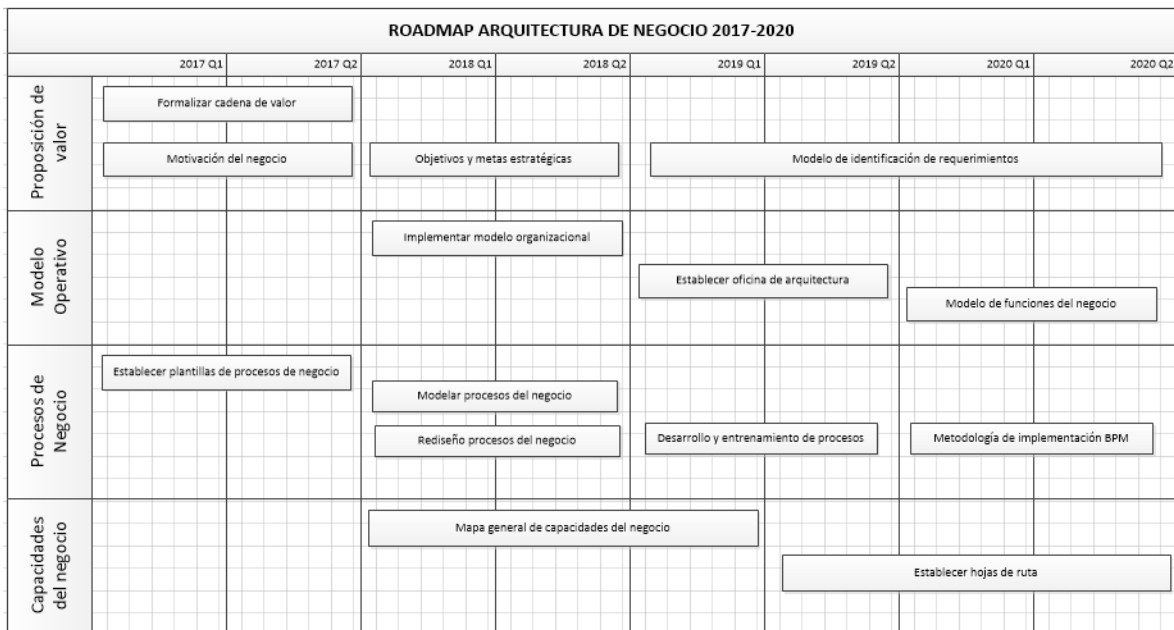 ROADMAP ARQUITECTURA DE NEGOCIO 2017-2020
2017 Q1 2017 Q2 2018 Q1 2018 Q2 2019 Q1 2019 Q2 2020 Q1 2020 Q2
Proposición de
valor
Formalizar cadena de valor
Motivación del negocio
Objetivos y metas estratégicas
Modelo de identificación de requerimientos
Modelo
Operativo
Implementar modelo organizacional
Establecer oficina de arquitectura
Modelo de funciones del negocio
Procesos de
Negocio
Establecer plantillas de procesos de negocio
Modelar procesos del negocio
Rediseño procesos del negocio
Desarrollo y entrenamiento de procesos
Metodología de implementación BPM
Capacidades
del negocio
Mapa general de capacidades del negocio
Establecer hojas de ruta